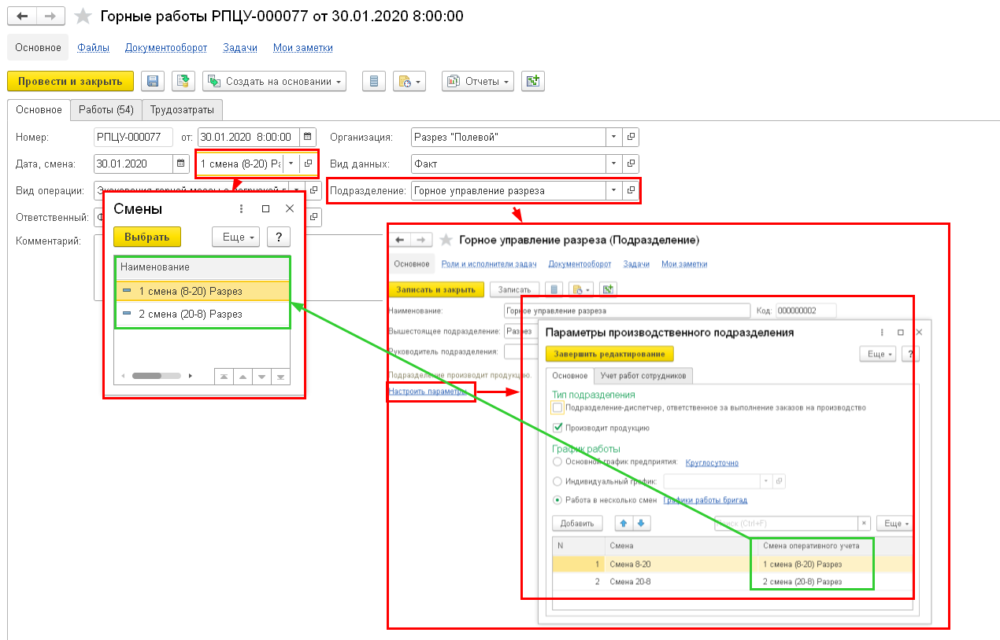 Горные работы РПЦУ-000077 от 30.01.2020 8:00:00
Основное Файлы Документооборот Задачи Мои заметки
Провести и закрыть Создать на основании Отчеты
Основное Работы (54) Трудозатраты
Номер: РПЦУ-000077 от: 30.01.2020 8:00:00 Организация: Разрез "Полевой"
Дата, смена: 30.01.2020 1 смена (8-20) Ра Вид данных: Факт
Вид операции: Экскавация горной массы с погрузкой Подразделение: Горное управление разреза
Ответственный:
Комментарий:
Смены
Выбрать Еще ?
Наименование
1 смена (8-20) Разрез
2 смена (20-8) Разрез
Горное управление разреза (Подразделение)
Основное Роли и исполнители задач Документооборот Задачи Мои заметки
Записать и закрыть Записать
Наименование: Горное управление разреза Код: 000000002
Вышестоящее подразделение: Разрез
Руководитель подразделения:
Подразделение производит продукцию.
Настроить параметры
Параметры производственного подразделения
Завершить редактирование Еще ?
Основное Учет работ сотрудников
Тип подразделения
Подразделение-диспетчер, ответственное за выполнение заказов на производство
Производит продукцию
График работы
Основной график предприятия: Круглосуточно
Индивидуальный график:
Работа в несколько смен Графики работы бригад
Добавить Поиск (Ctrl+F) × Еще
N Смена Смена оперативного учета
1 Смена 8-20 1 смена (8-20) Разрез
2 Смена 20-8 2 смена (20-8) Разрез